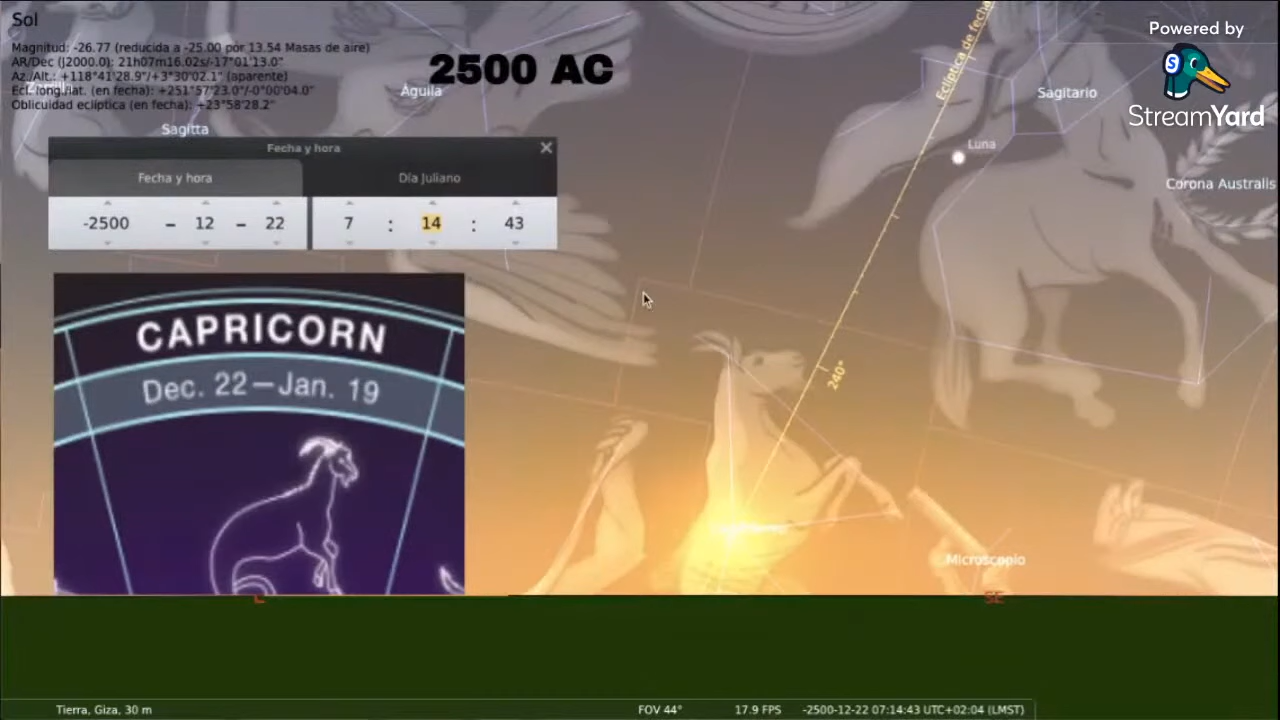 Sol
Magnitud: -26.77 (reducida a -25.00 por 13.54 Masas de aire)
AR/Dec (J2000.0): 21h07m16.02s/-17°01'13.0"
Az./Alt.: +118°41'28.9"/+3°30'02.1" (aparente)
Ecl. long./lat. (en fecha): +251°57'23.0"/-0°00'04.0"
Oblicuidad eclíptica (en fecha): +23°58'28.2"
2500 AC
Powered by
StreamYard
Águila
Sagitta
Eclíptica de fecha
Sagitario
Luna
Corona Australis
Fecha y hora
Fecha y hora
Día Juliano
-2500 - 12 - 22
7 : 14 : 43
CAPRICORN
Dec. 22—Jan. 19
240°
Microscopio
SE
Tierra, Giza, 30 m
FOV 44°
17.9 FPS
-2500-12-22 07:14:43 UTC+02:04 (LMST)